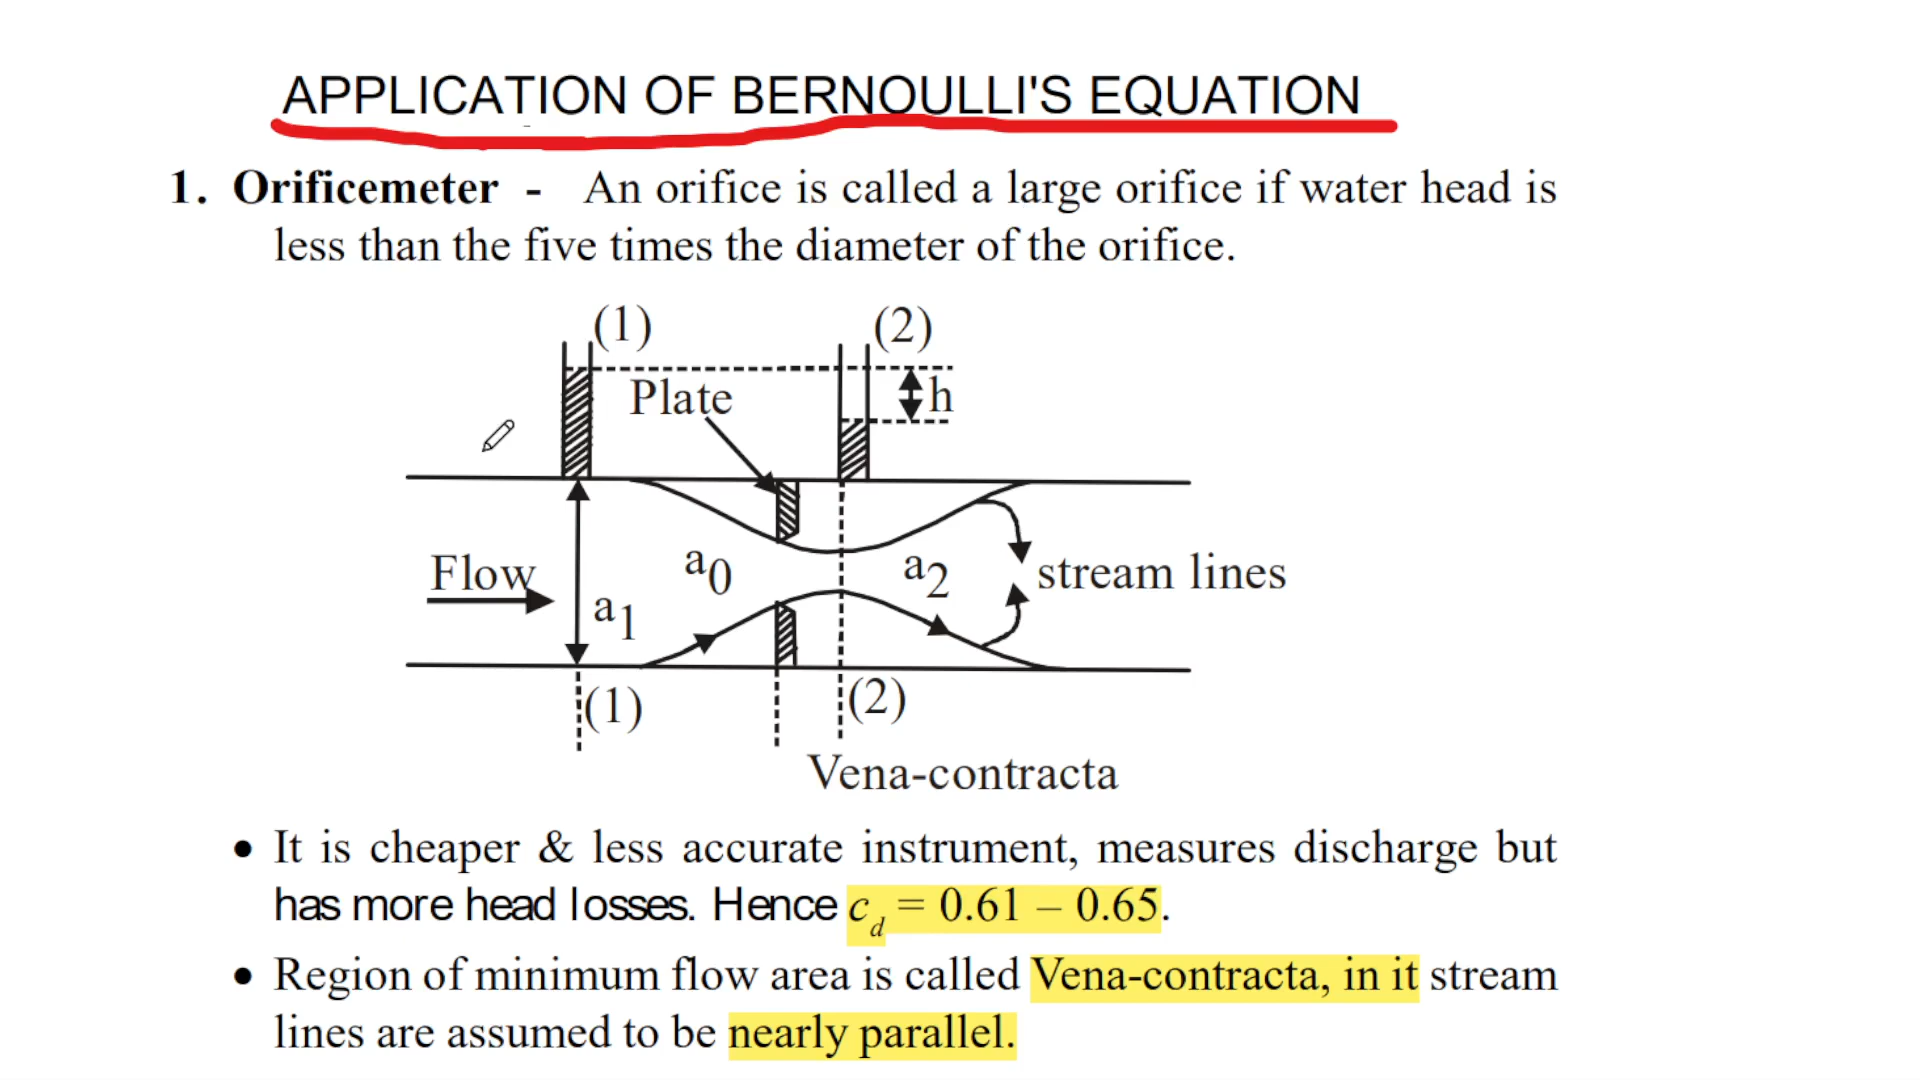 APPLICATION OF BERNOULLI'S EQUATION
1. Orificemeter - An orifice is called a large orifice if water head is
less than the five times the diameter of the orifice.
(1) (2)
Plate h
Flow a1 a0 a2 stream lines
(1) (2)
Vena-contracta
• It is cheaper & less accurate instrument, measures discharge but
has more head losses. Hence cd = 0.61 – 0.65.
• Region of minimum flow area is called Vena-contracta, in it stream
lines are assumed to be nearly parallel.